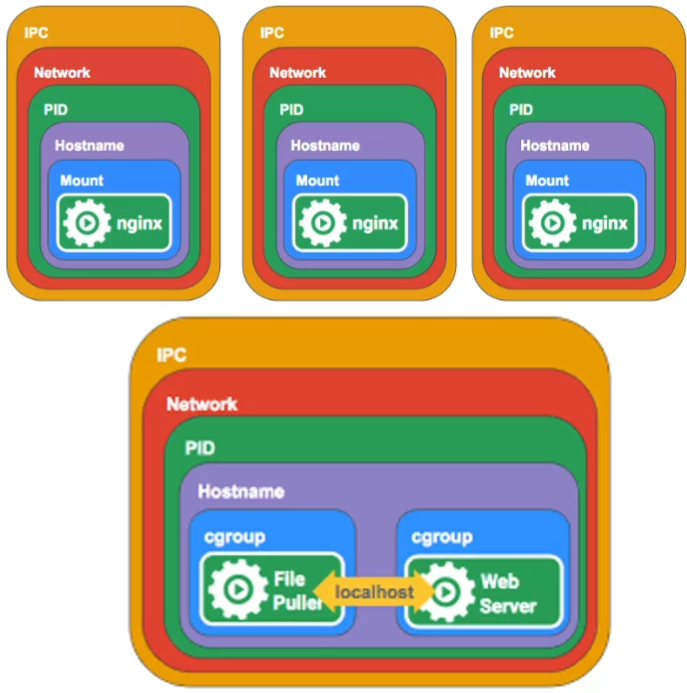 IPC
Network
PID
Hostname
Mount
nginx
IPC
Network
PID
Hostname
Mount
nginx
IPC
Network
PID
Hostname
Mount
nginx
IPC
Network
PID
Hostname
cgroup
File
Puller
localhost
cgroup
Web
Server